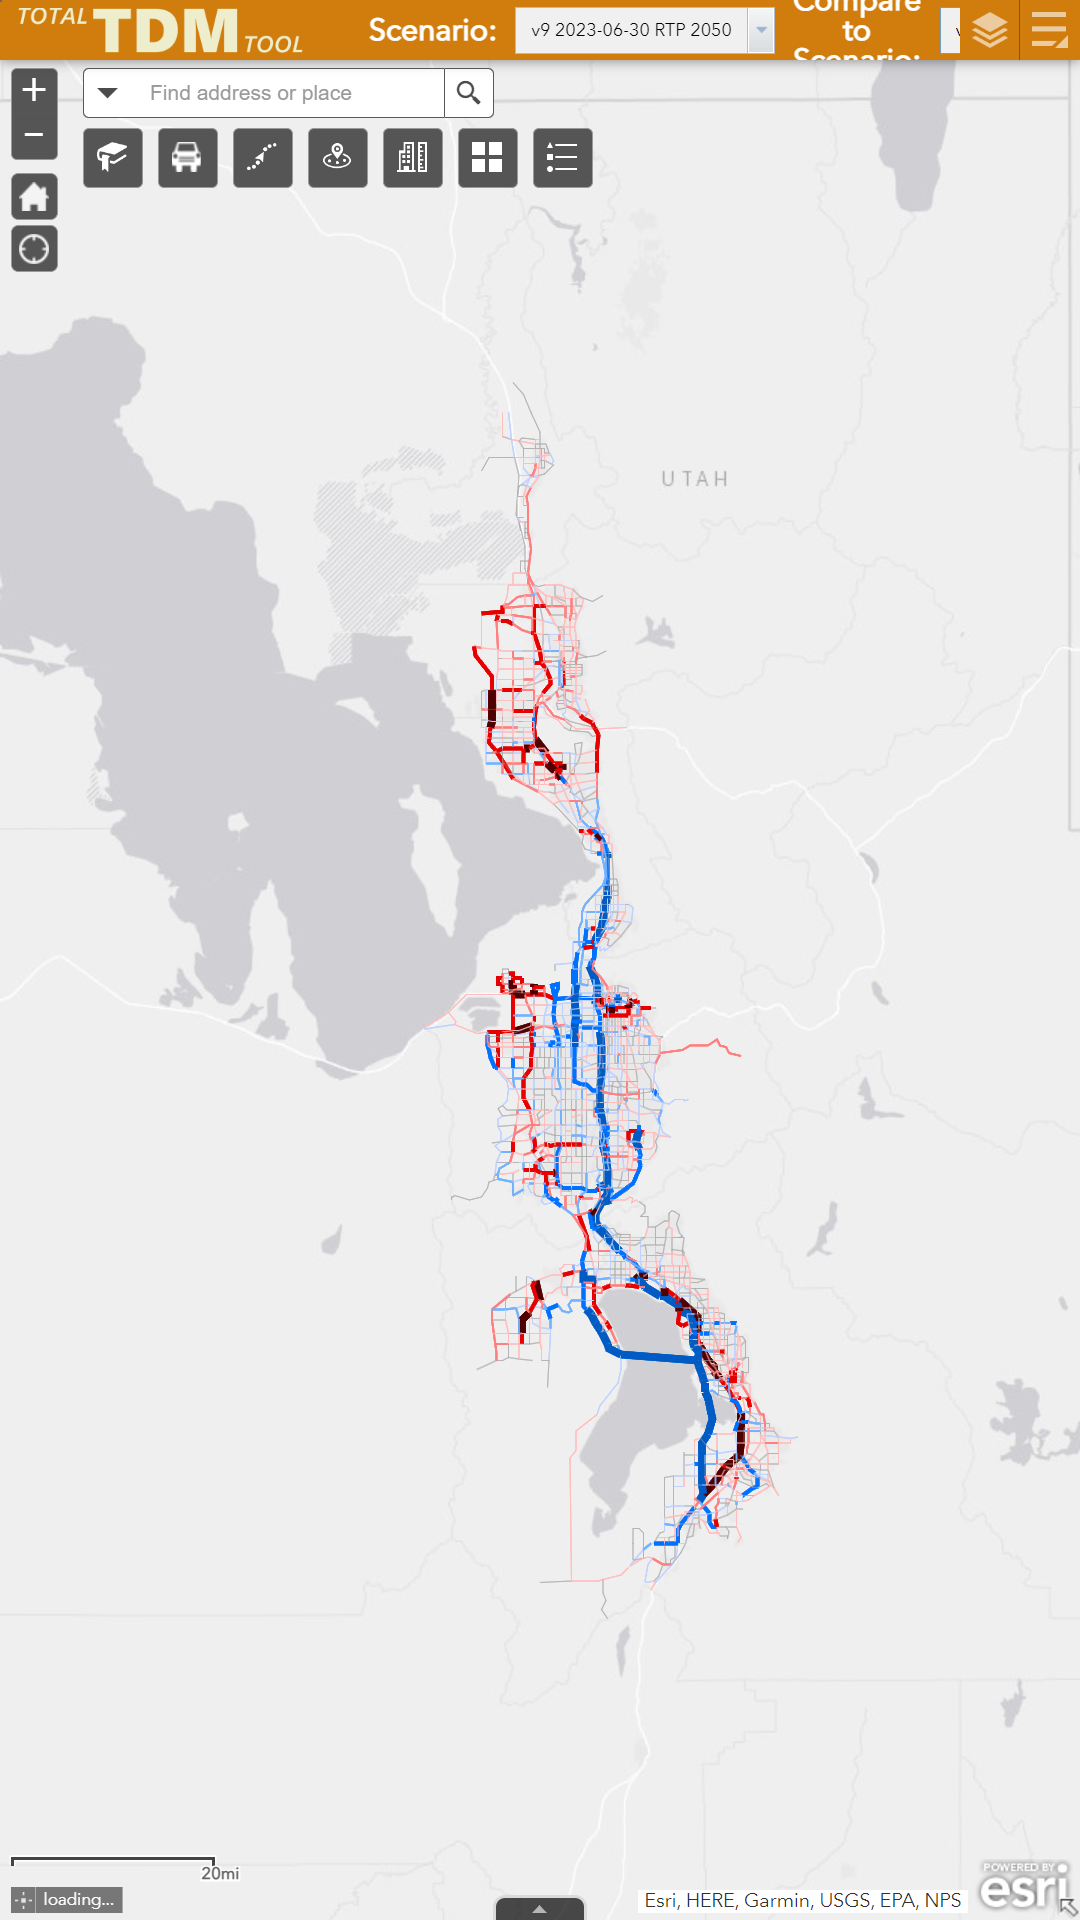 TOTAL TDM TOOL
Scenario:
v9 2023-06-30 RTP 2050
Compare to Scenario:
Find address or place
UTAH
20mi
loading...
Esri, HERE, Garmin, USGS, EPA, NPS
POWERED BY
esri